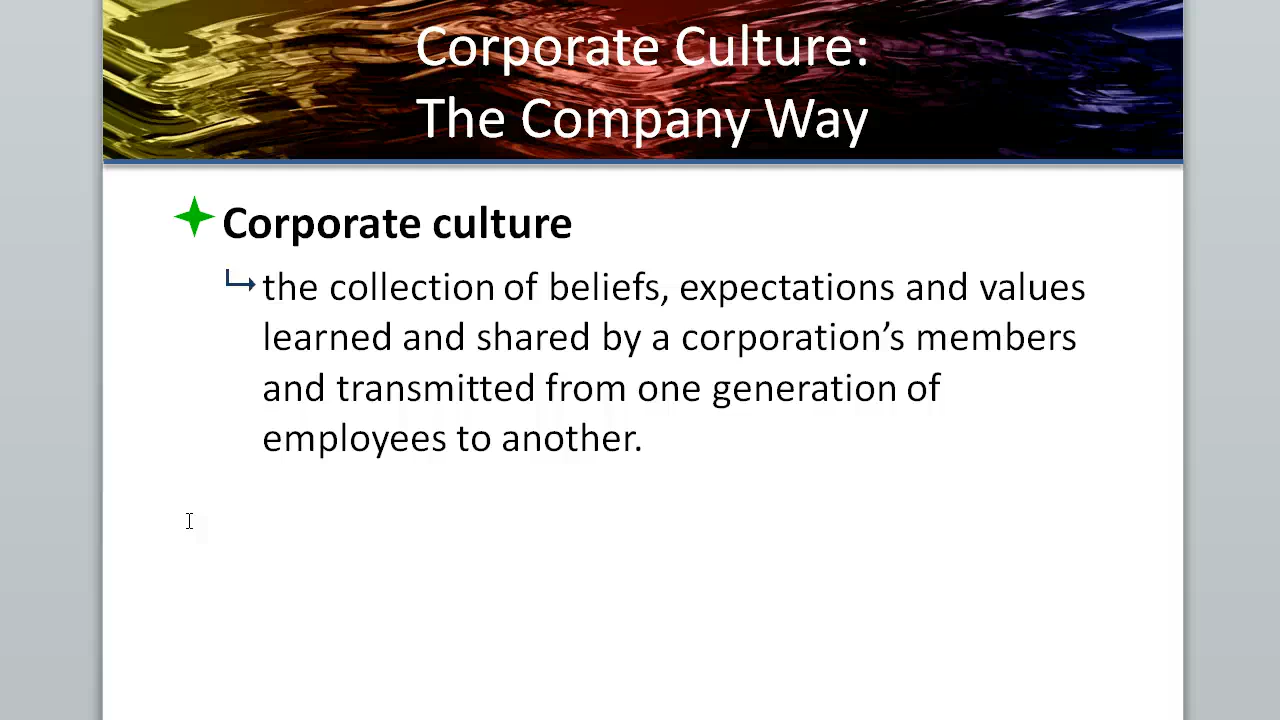 Corporate Culture:
The Company Way
Corporate culture
the collection of beliefs, expectations and values
learned and shared by a corporation’s members
and transmitted from one generation of
employees to another.